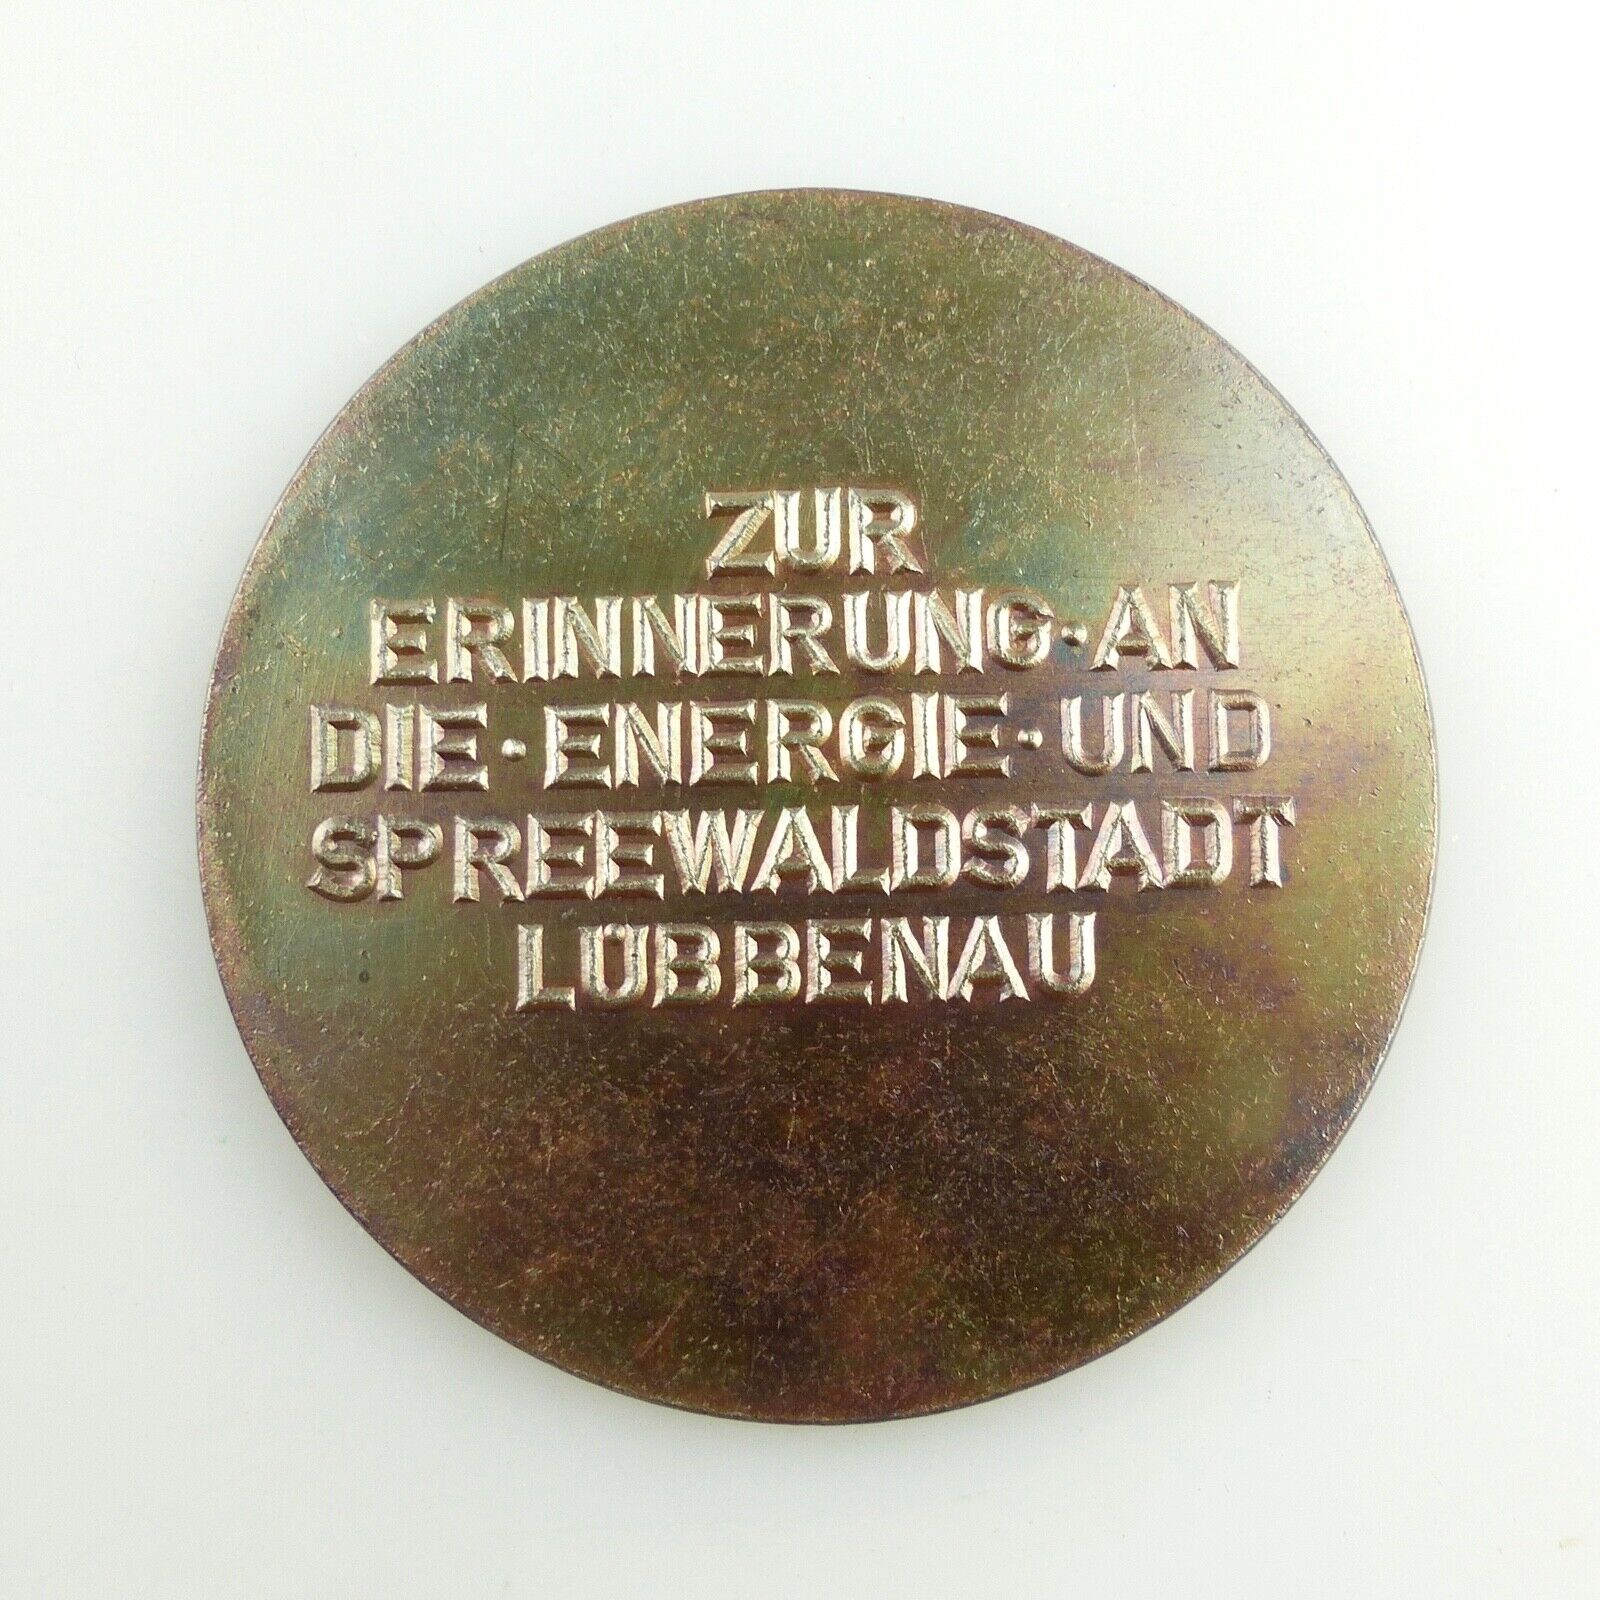 ZUR
ERINNERUNG·AN
DIE·ENERGIE·UND
SPREEWALDSTADT
LÜBBENAU